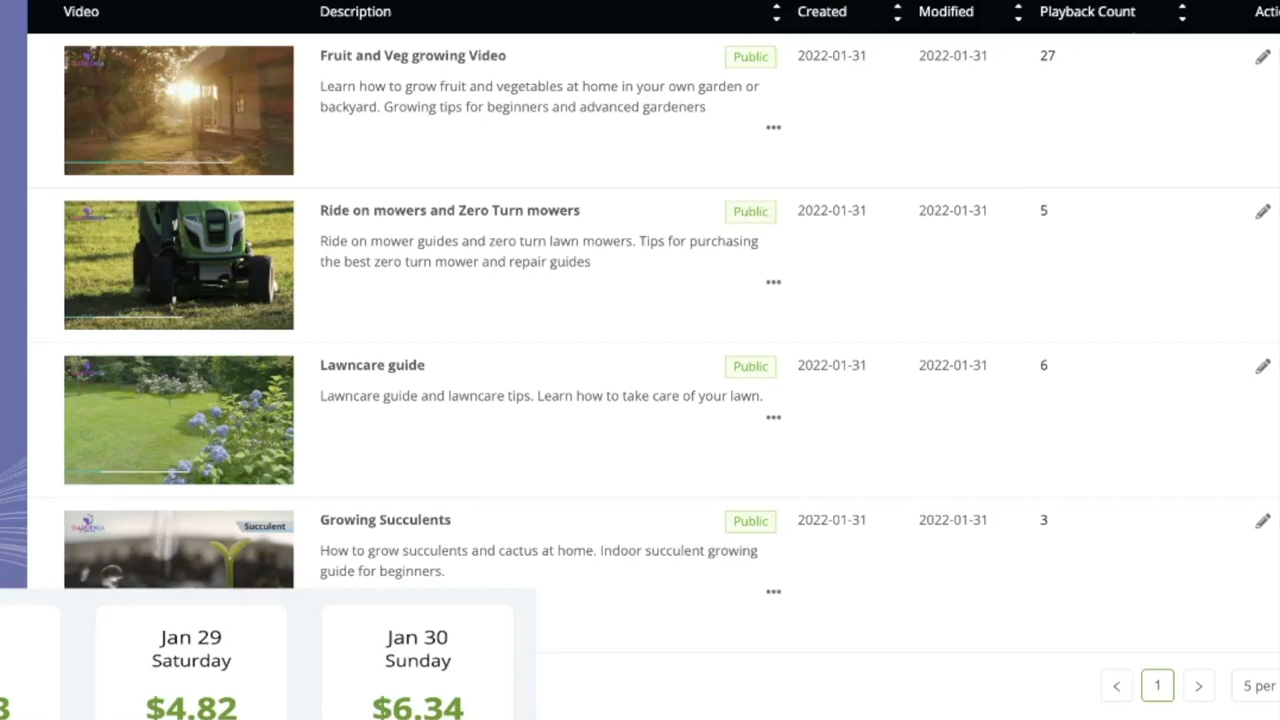 Video Description Created Modified Playback Count
Fruit and Veg growing Video Public 2022-01-31 2022-01-31 27
Learn how to grow fruit and vegetables at home in your own garden or
backyard. Growing tips for beginners and advanced gardeners
•••
Ride on mowers and Zero Turn mowers Public 2022-01-31 2022-01-31 5
Ride on mower guides and zero turn lawn mowers. Tips for purchasing
the best zero turn mower and repair guides
•••
Lawncare guide Public 2022-01-31 2022-01-31 6
Lawncare guide and lawncare tips. Learn how to take care of your lawn.
•••
Growing Succulents Public 2022-01-31 2022-01-31 3
Succulent
How to grow succulents and cactus at home. Indoor succulent growing
guide for beginners.
•••
Jan 29 Jan 30
Saturday Sunday
$4.82 $6.34
< 1 > 5 per